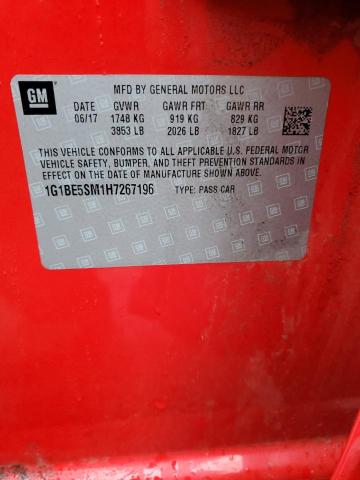 GM
MFD BY GENERAL MOTORS LLC
DATE GVWR GAWR FRT GAWR RR
06/17 1748 KG 919 KG 829 KG
3853 LB 2026 LB 1827 LB
THIS VEHICLE CONFORMS TO ALL APPLICABLE U.S. FEDERAL MOTOR
VEHICLE SAFETY, BUMPER, AND THEFT PREVENTION STANDARDS IN
EFFECT ON THE DATE OF MANUFACTURE SHOWN ABOVE.
1G1BE5SM1H7267196 TYPE: PASS CAR